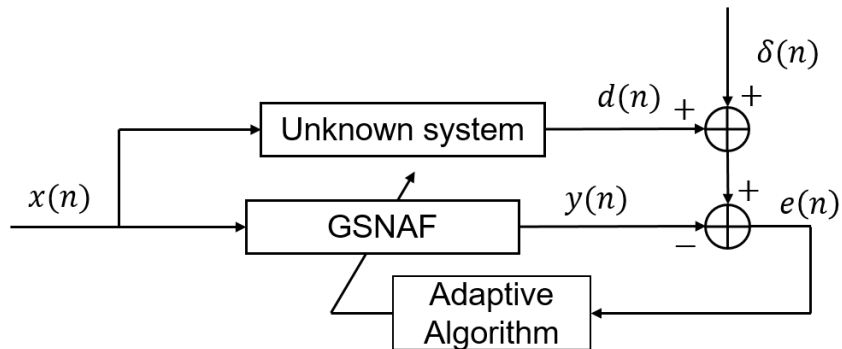 δ(n)
d(n)
+
+
Unknown system
x(n)
y(n)
+
e(n)
GSNAF
−
Adaptive
Algorithm